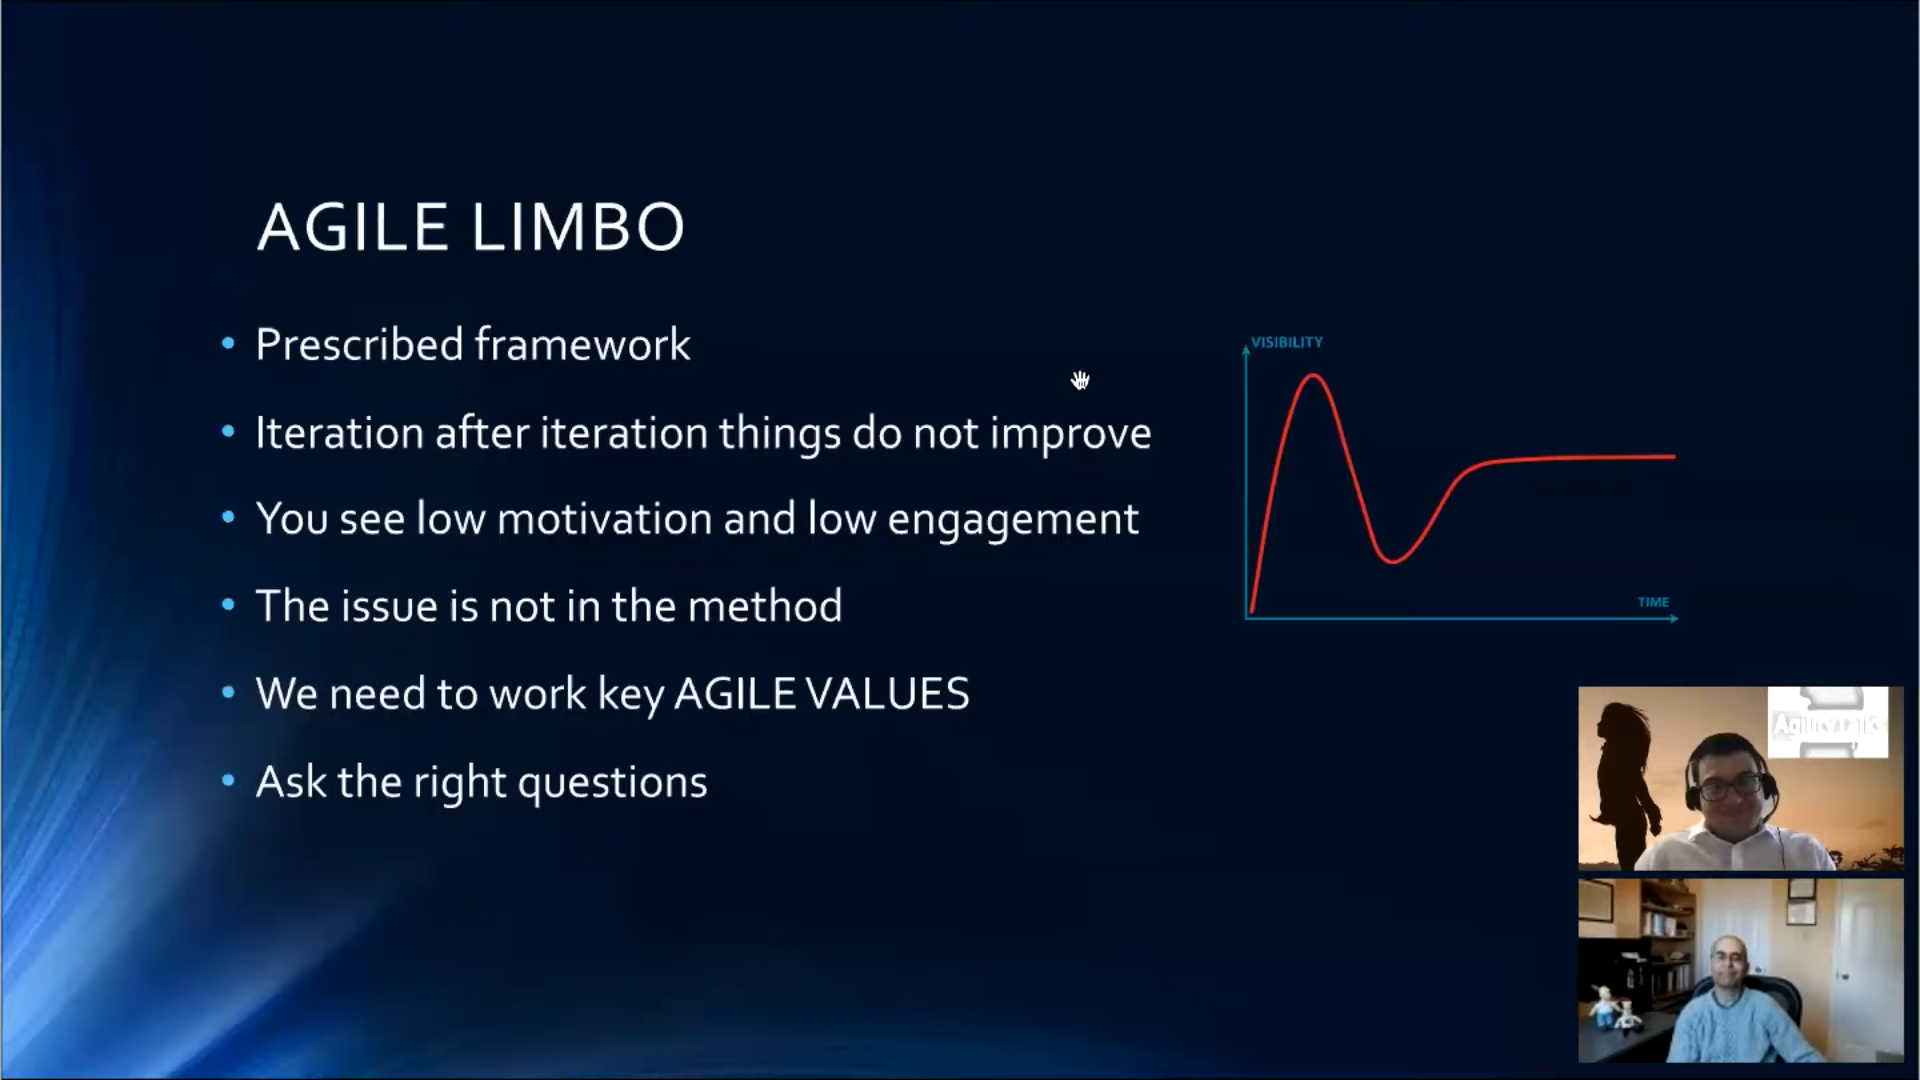 AGILE LIMBO
• Prescribed framework
• Iteration after iteration things do not improve
• You see low motivation and low engagement
• The issue is not in the method
• We need to work key AGILE VALUES
• Ask the right questions
VISIBILITY
TIME
AgilityTalks